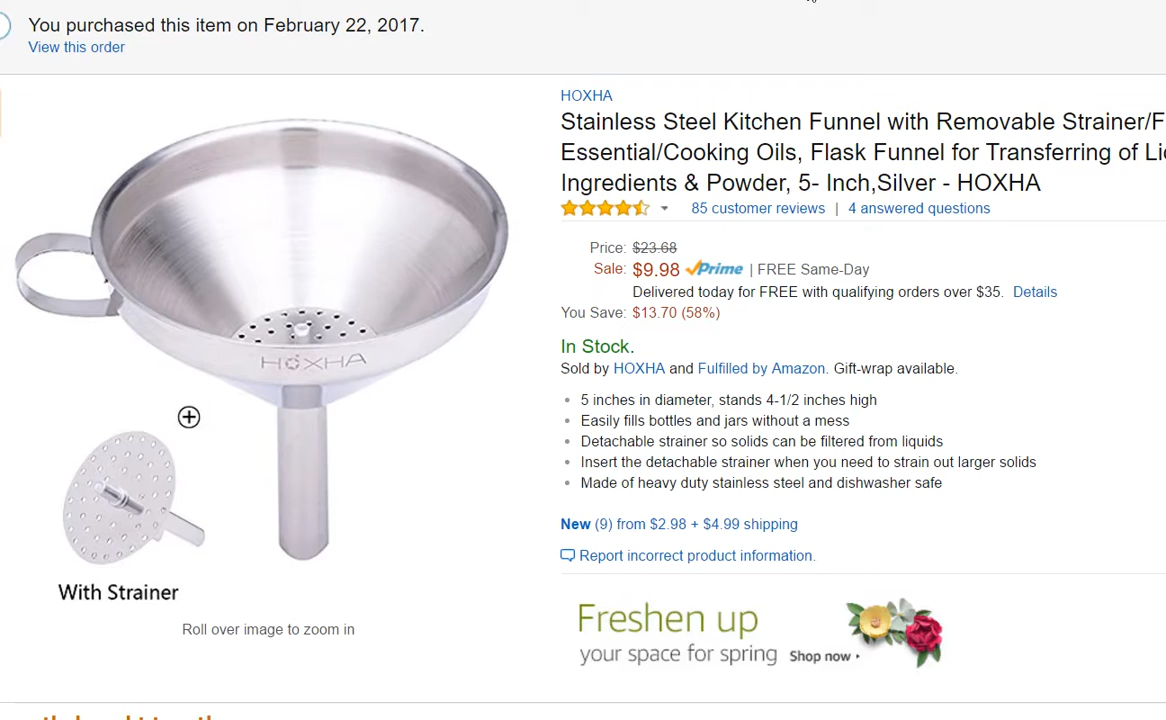 You purchased this item on February 22, 2017.
View this order
HOXHA
Stainless Steel Kitchen Funnel with Removable Strainer/F
Essential/Cooking Oils, Flask Funnel for Transferring of Li
Ingredients & Powder, 5- Inch,Silver - HOXHA
85 customer reviews | 4 answered questions
Price: $23.68
Sale: $9.98 Prime | FREE Same-Day
Delivered today for FREE with qualifying orders over $35. Details
You Save: $13.70 (58%)
In Stock.
Sold by HOXHA and Fulfilled by Amazon. Gift-wrap available.
• 5 inches in diameter, stands 4-1/2 inches high
• Easily fills bottles and jars without a mess
• Detachable strainer so solids can be filtered from liquids
• Insert the detachable strainer when you need to strain out larger solids
• Made of heavy duty stainless steel and dishwasher safe
New (9) from $2.98 + $4.99 shipping
Report incorrect product information.
HOXHA
With Strainer
Roll over image to zoom in
Freshen up
your space for spring Shop now